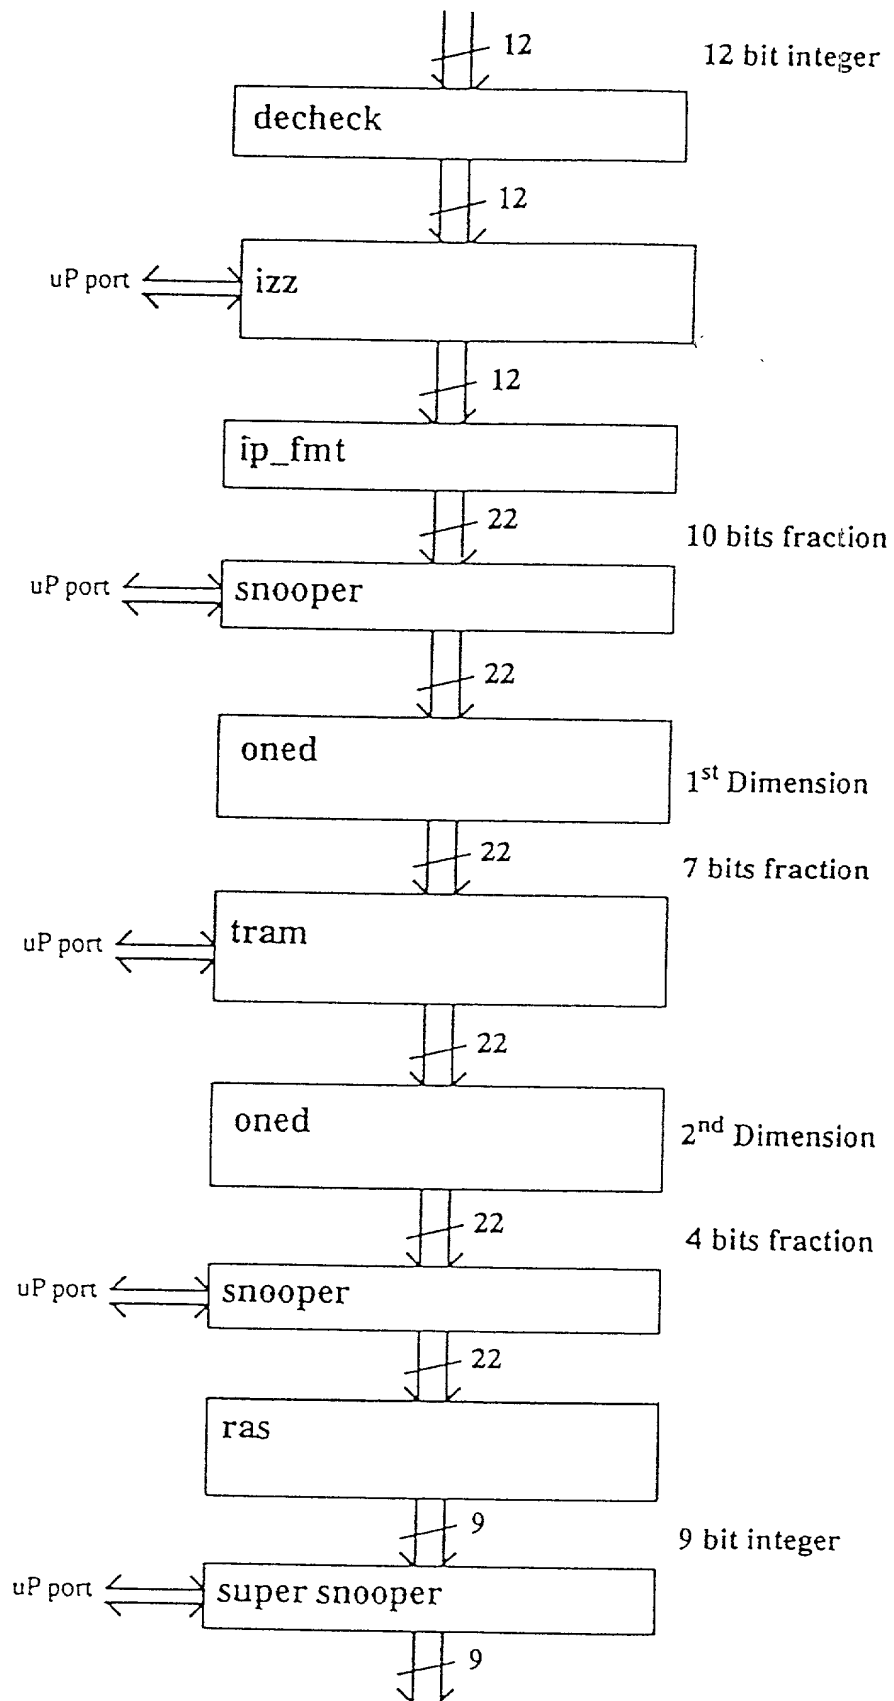 12
12 bit integer
decheck
12
uP port
izz
12
ip_fmt
22
10 bits fraction
uP port
snooper
22
oned
1st Dimension
22
7 bits fraction
uP port
tram
22
oned
2nd Dimension
22
4 bits fraction
uP port
snooper
22
ras
9
9 bit integer
uP port
super snooper
9